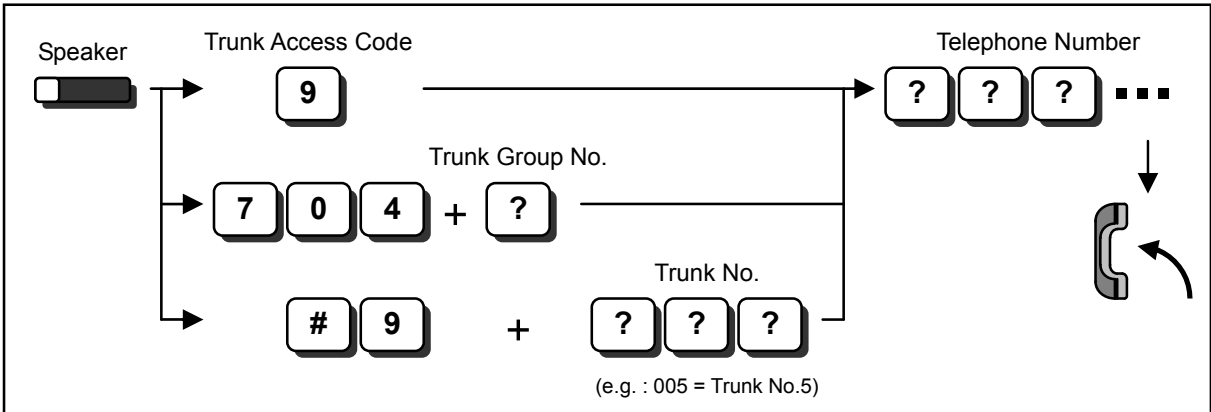 Speaker
Trunk Access Code
9
Telephone Number
? ? ?
Trunk Group No.
7 0 4 + ?
Trunk No.
# 9 + ? ? ?
(e.g. : 005 = Trunk No.5)